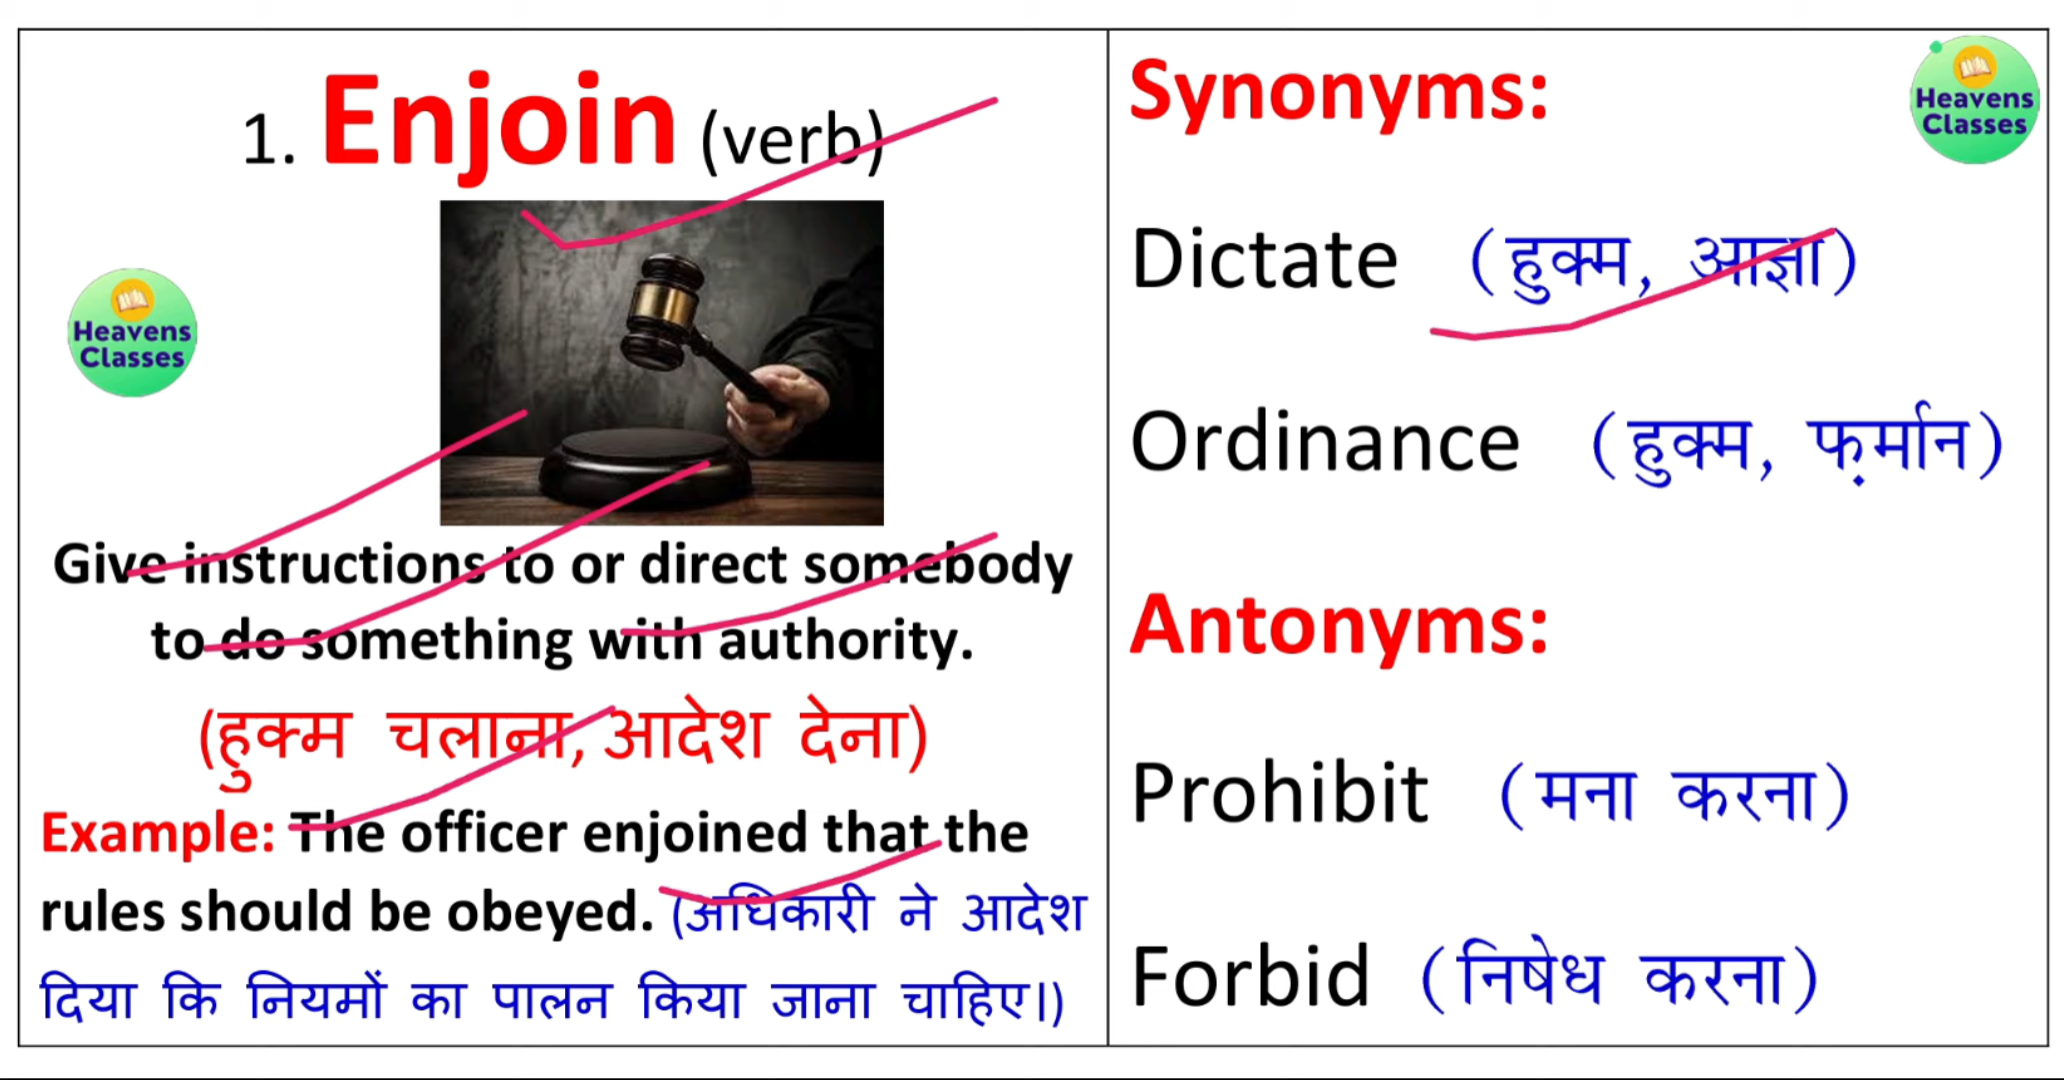 1. Enjoin (verb)
Heavens
Classes
Give instructions to or direct somebody
to do something with authority.
(हुक्म चलाना, आदेश देना)
Example: The officer enjoined that the
rules should be obeyed. (अधिकारी ने आदेश
दिया कि नियमों का पालन किया जाना चाहिए।)
Synonyms:
Heavens
Classes
Dictate (हुक्म, आज्ञा)
Ordinance (हुक्म, फ़र्मान)
Antonyms:
Prohibit (मना करना)
Forbid (निषेध करना)